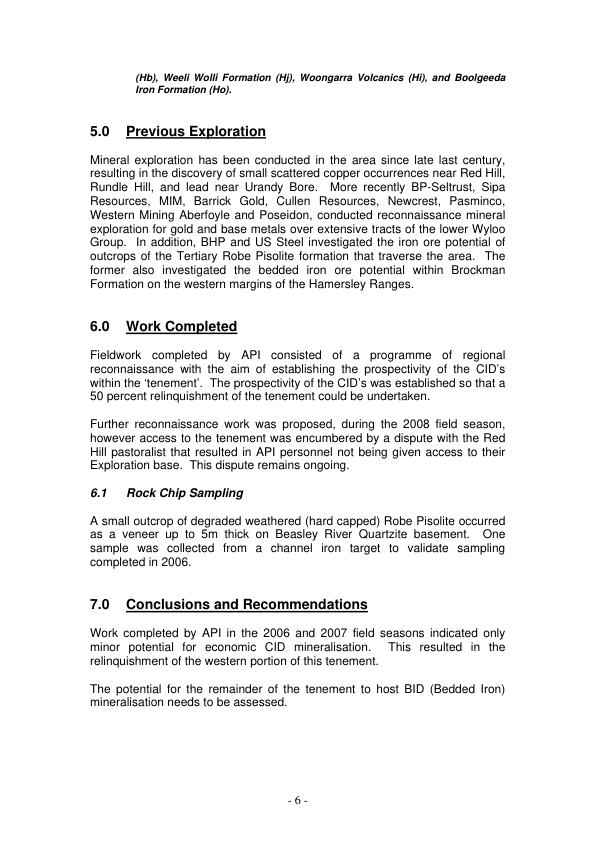 (Hb), Weeli Wolli Formation (Hj), Woongarra Volcanics (Hi), and Boolgeeda
Iron Formation (Ho).
5.0 Previous Exploration
Mineral exploration has been conducted in the area since late last century,
resulting in the discovery of small scattered copper occurrences near Red Hill,
Rundle Hill, and lead near Urandy Bore. More recently BP-Seltrust, Sipa
Resources, MIM, Barrick Gold, Cullen Resources, Newcrest, Pasminco,
Western Mining Aberfoyle and Poseidon, conducted reconnaissance mineral
exploration for gold and base metals over extensive tracts of the lower Wyloo
Group. In addition, BHP and US Steel investigated the iron ore potential of
outcrops of the Tertiary Robe Pisolite formation that traverse the area. The
former also investigated the bedded iron ore potential within Brockman
Formation on the western margins of the Hamersley Ranges.
6.0 Work Completed
Fieldwork completed by API consisted of a programme of regional
reconnaissance with the aim of establishing the prospectivity of the CID's
within the 'tenement'. The prospectivity of the CID's was established so that a
50 percent relinquishment of the tenement could be undertaken.
Further reconnaissance work was proposed, during the 2008 field season,
however access to the tenement was encumbered by a dispute with the Red
Hill pastoralist that resulted in API personnel not being given access to their
Exploration base. This dispute remains ongoing.
6.1 Rock Chip Sampling
A small outcrop of degraded weathered (hard capped) Robe Pisolite occurred
as a veneer up to 5m thick on Beasley River Quartzite basement. One
sample was collected from a channel iron target to validate sampling
completed in 2006.
7.0 Conclusions and Recommendations
Work completed by API in the 2006 and 2007 field seasons indicated only
minor potential for economic CID mineralisation. This resulted in the
relinquishment of the western portion of this tenement.
The potential for the remainder of the tenement to host BID (Bedded Iron)
mineralisation needs to be assessed.
- 6 -